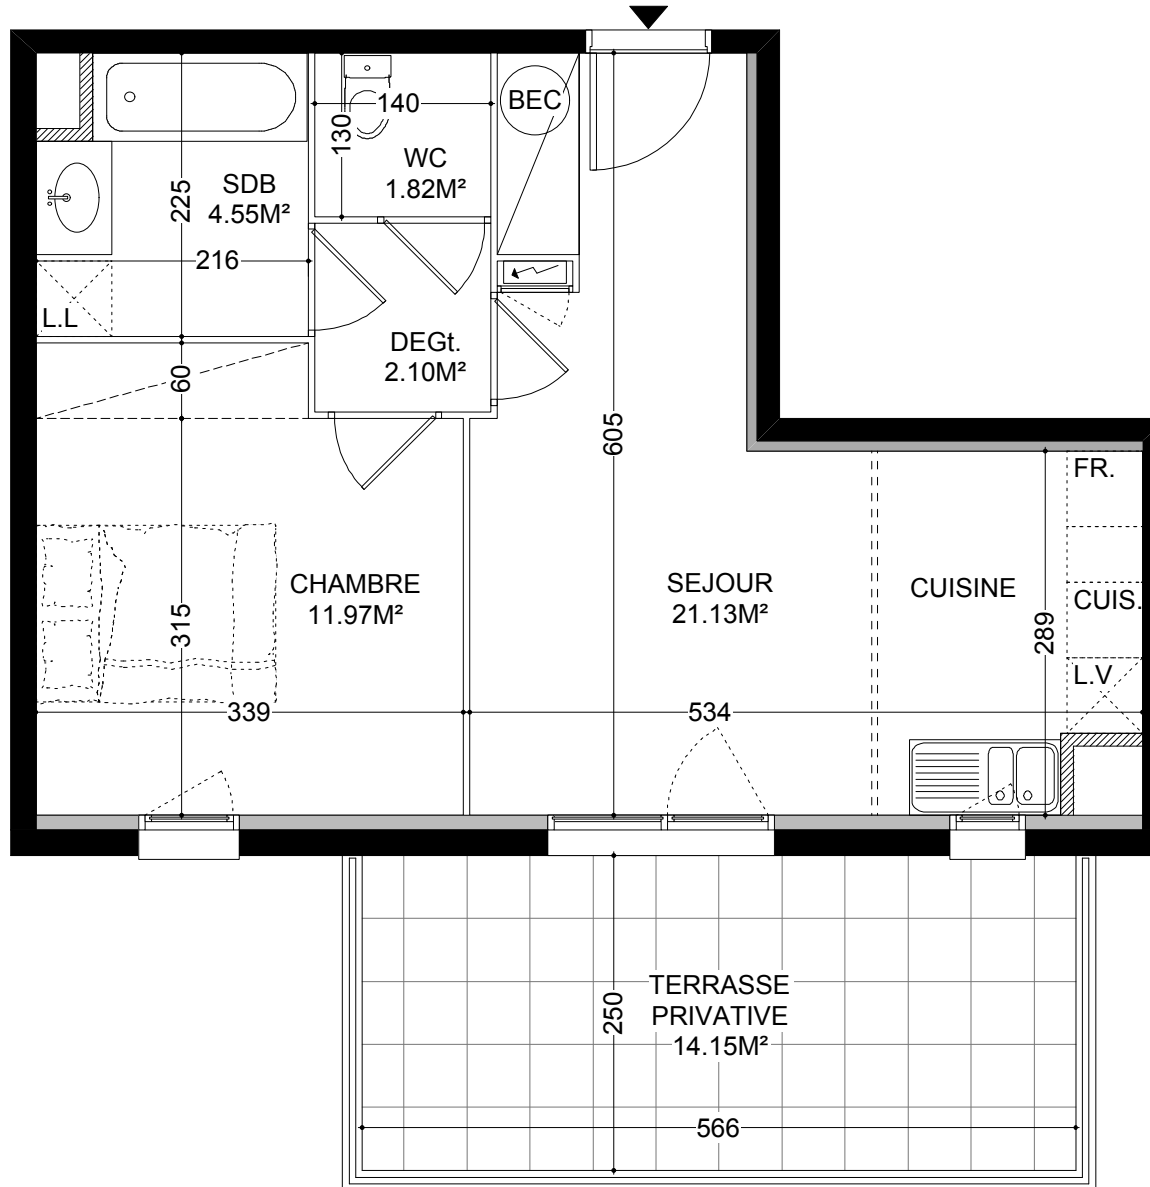 BEC
140
130
WC
1.82M²
SDB
4.55M²
225
216
L.L
DEGt.
2.10M²
60
605
FR.
CHAMBRE
11.97M²
SEJOUR
21.13M²
CUISINE
CUIS.
315
289
L.V
339
534
TERRASSE
PRIVATIVE
14.15M²
250
566